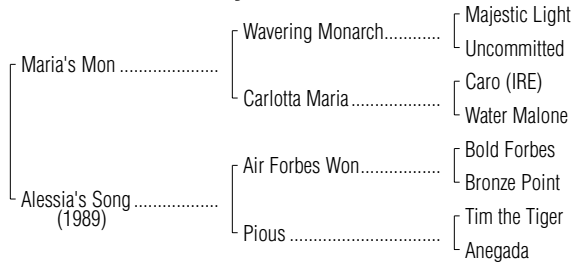 Majestic Light
Wavering Monarch............
Uncommitted
Maria's Mon .....................
Caro (IRE)
Carlotta Maria ...................
Water Malone
Bold Forbes
Air Forbes Won.................
Bronze Point
Alessia's Song ..................
(1989)
Tim the Tiger
Pious ................................
Anegada